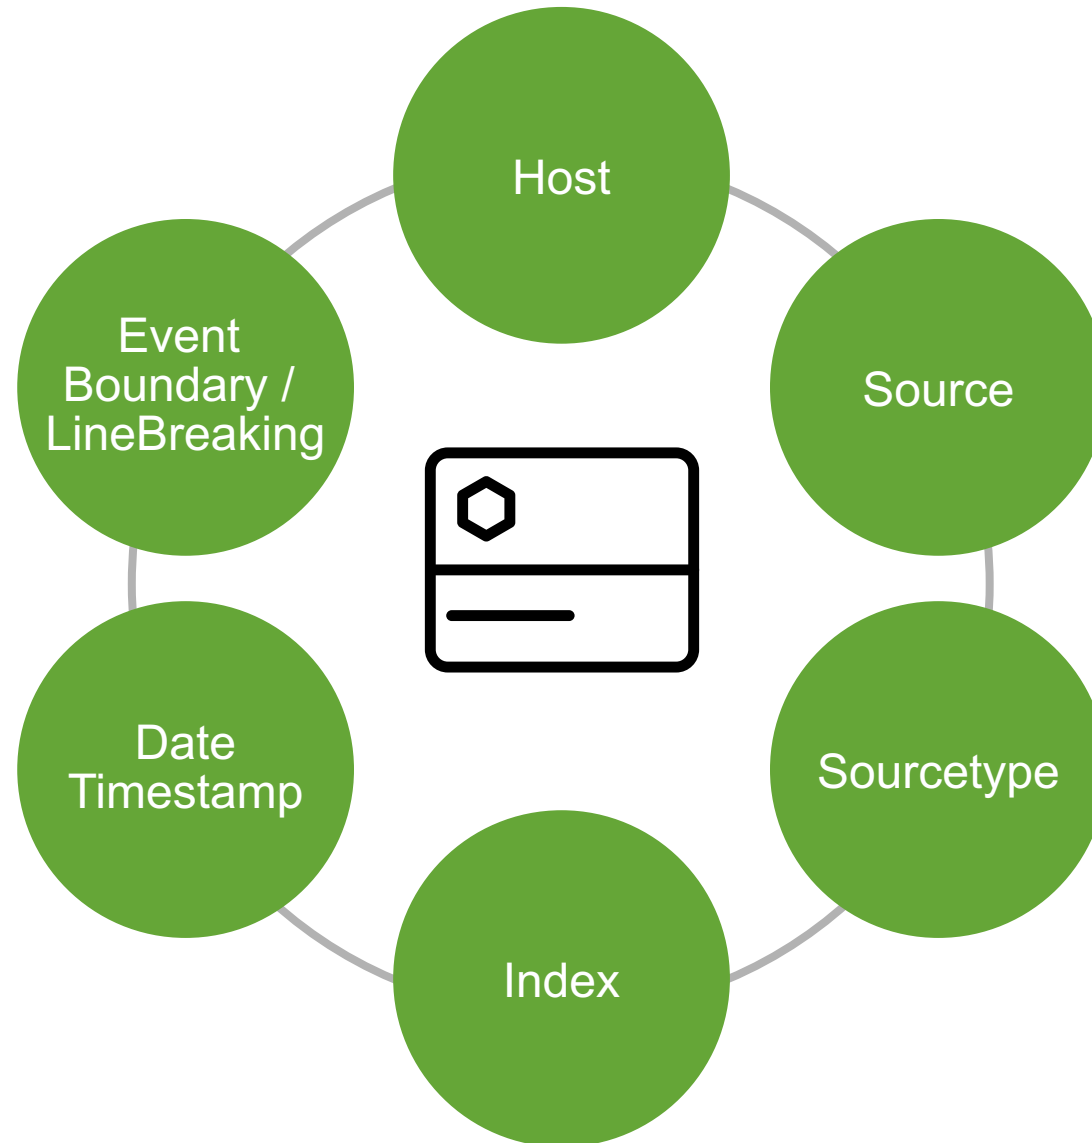 Host
Source
Sourcetype
Index
Date
Timestamp
Event
Boundary /
LineBreaking